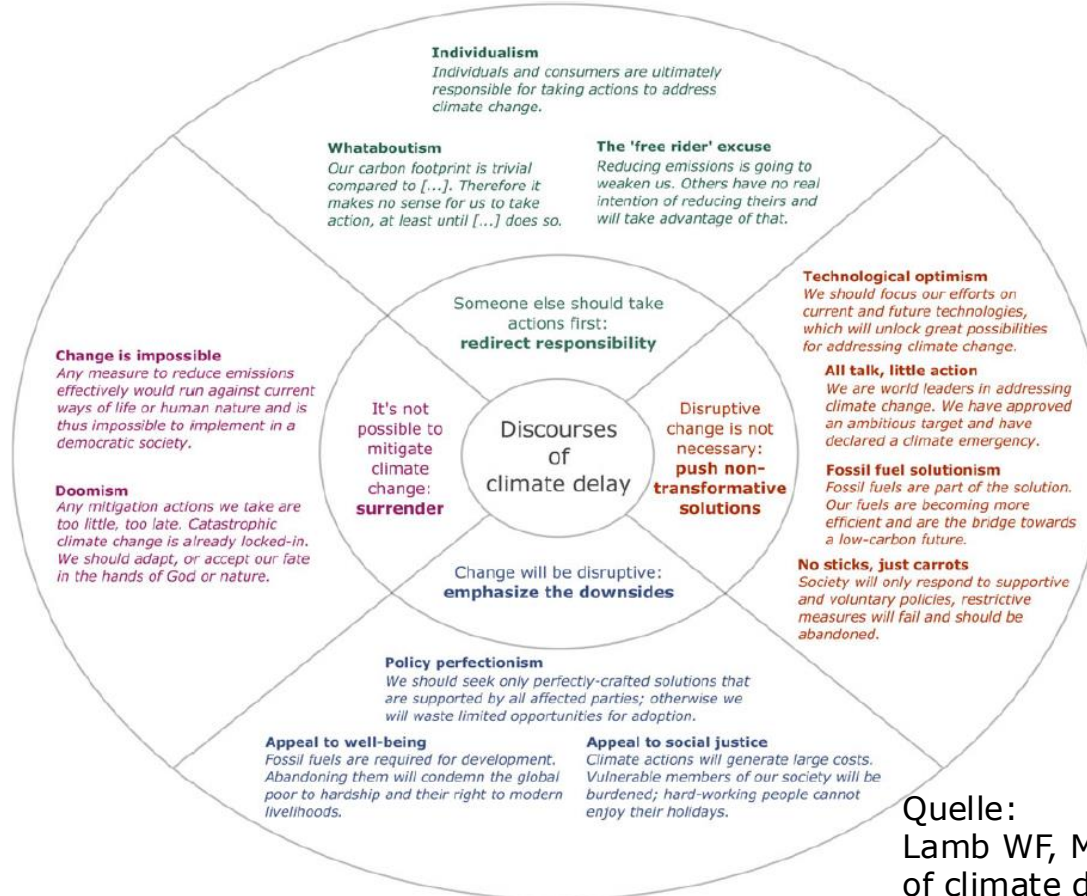 Individualism
Individuals and consumers are ultimately
responsible for taking actions to address
climate change.
Whataboutism
Our carbon footprint is trivial
compared to [...]. Therefore it
makes no sense for us to take
action, at least until [...] does so.
The 'free rider' excuse
Reducing emissions is going to
weaken us. Others have no real
intention of reducing theirs and
will take advantage of that.
Someone else should take
actions first:
redirect responsibility
Technological optimism
We should focus our efforts on
current and future technologies,
which will unlock great possibilities
for addressing climate change.
All talk, little action
We are world leaders in addressing
climate change. We have approved
an ambitious target and have
declared a climate emergency.
Fossil fuel solutionism
Fossil fuels are part of the solution.
Our fuels are becoming more
efficient and are the bridge towards
a low-carbon future.
No sticks, just carrots
Society will only respond to supportive
and voluntary policies, restrictive
measures will fail and should be
abandoned.
Change is impossible
Any measure to reduce emissions
effectively would run against current
ways of life or human nature and is
thus impossible to implement in a
democratic society.
Doomism
Any mitigation actions we take are
too little, too late. Catastrophic
climate change is already locked-in.
We should adapt, or accept our fate
in the hands of God or nature.
It's not
possible to
mitigate
climate
change:
surrender
Discourses
of
climate delay
Disruptive
change is not
necessary:
push non-
transformative
solutions
Change will be disruptive:
emphasize the downsides
Policy perfectionism
We should seek only perfectly-crafted solutions that
are supported by all affected parties; otherwise we
will waste limited opportunities for adoption.
Appeal to well-being
Fossil fuels are required for development.
Abandoning them will condemn the global
poor to hardship and their right to modern
livelihoods.
Appeal to social justice
Climate actions will generate large costs.
Vulnerable members of our society will be
burdened; hard-working people cannot
enjoy their holidays.
Quelle:
Lamb WF, M
of climate d